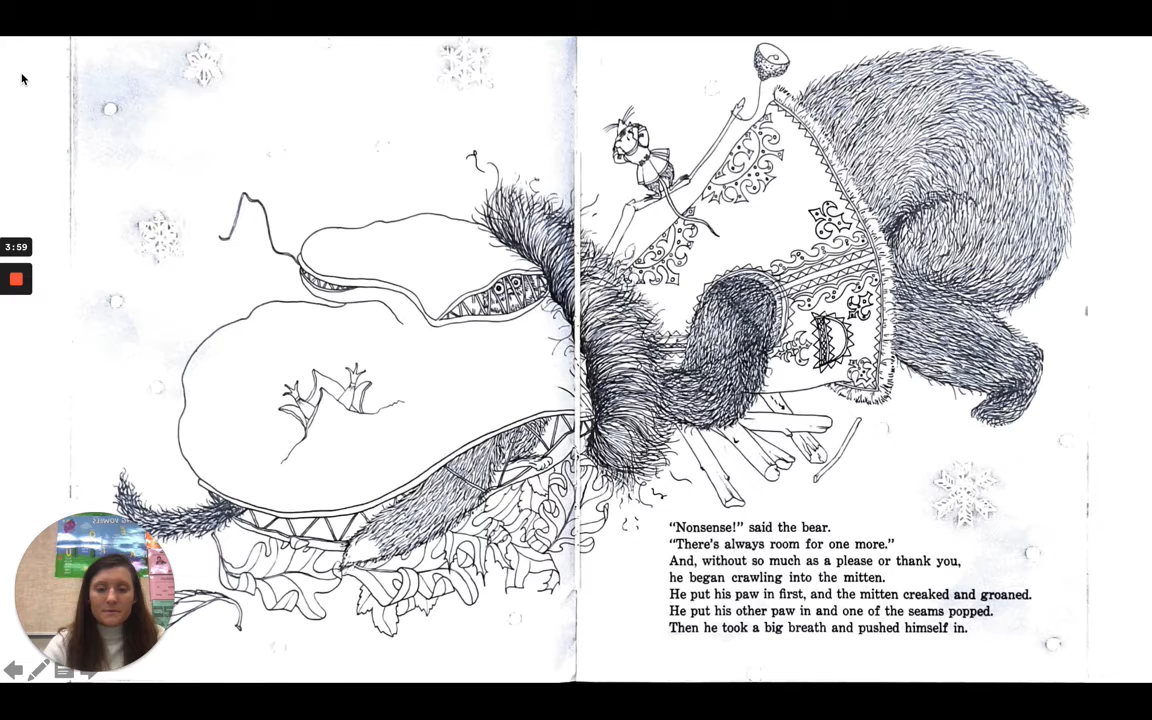 3:59
"Nonsense!" said the bear.
"There's always room for one more."
And, without so much as a please or thank you,
he began crawling into the mitten.
He put his paw in first, and the mitten creaked and groaned.
He put his other paw in and one of the seams popped.
Then he took a big breath and pushed himself in.